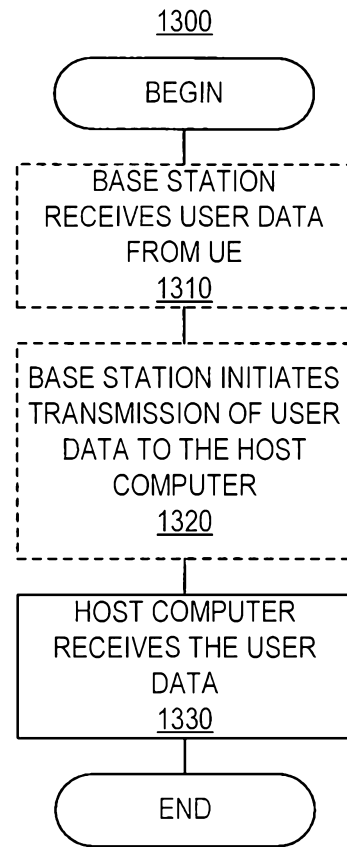 1300
BEGIN
BASE STATION
RECEIVES USER DATA
FROM UE
1310
BASE STATION INITIATES
TRANSMISSION OF USER
DATA TO THE HOST
COMPUTER
1320
HOST COMPUTER
RECEIVES THE USER
DATA
1330
END